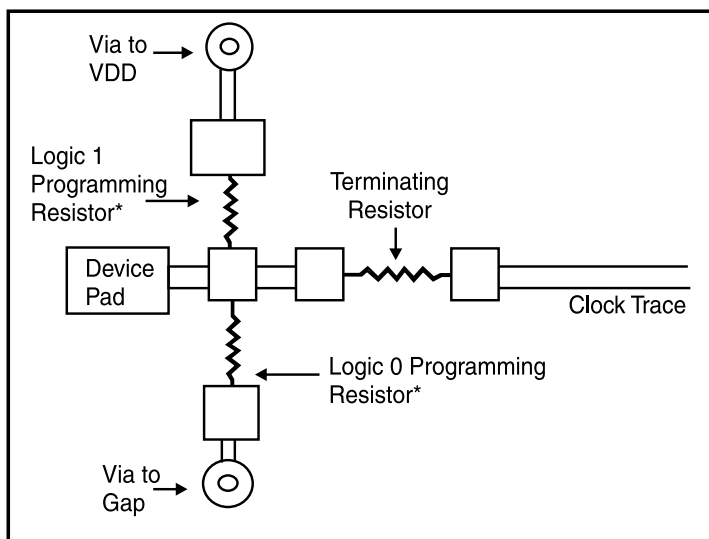 Via to
VDD
Logic 1
Programming
Resistor*
Terminating
Resistor
Device
Pad
Clock Trace
Logic 0 Programming
Resistor*
Via to
Gap